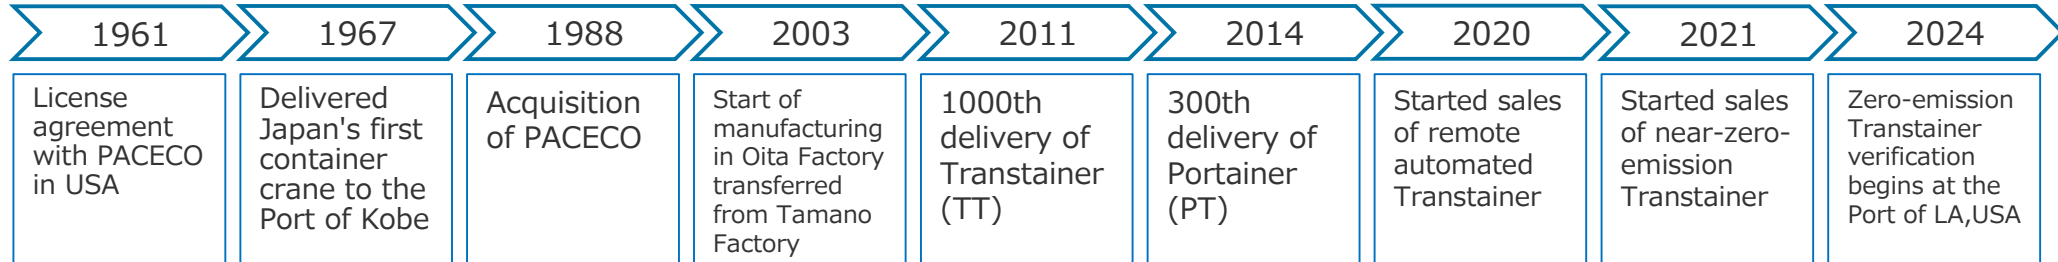 1961
1967
1988
2003
2011
2014
2020
2021
2024
License
agreement
with PACECO
in USA
Delivered
Japan's first
container
crane to the
Port of Kobe
Acquisition
of PACECO
Start of
manufacturing
in Oita Factory
transferred
from Tamano
Factory
1000th
delivery of
Transtainer
(TT)
300th
delivery of
Portainer
(PT)
Started sales
of remote
automated
Transtainer
Started sales
of near-zero-
emission
Transtainer
Zero-emission
Transtainer
verification
begins at the
Port of LA,USA